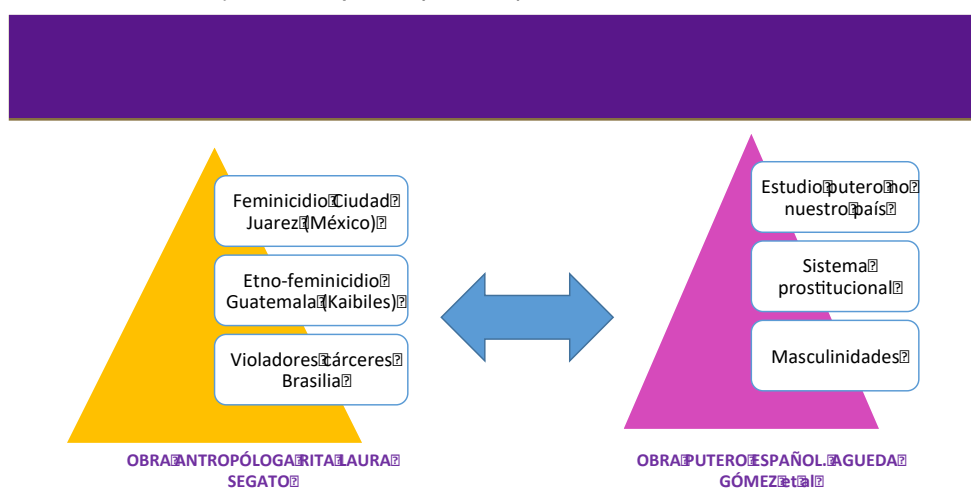 Feminicidio Ciudad
Juarez (México)
Etno-feminicidio
Guatemala (Kaibiles)
Violadores cárceres
Brasilia
OBRA ANTROPÓLOGA RITA LAURA
SEGATO
Estudio putero no
nuestro país
Sistema
prostitucional
Masculinidades
OBRA PUTERO ESPAÑOL. AGUEDA
GÓMEZ et al